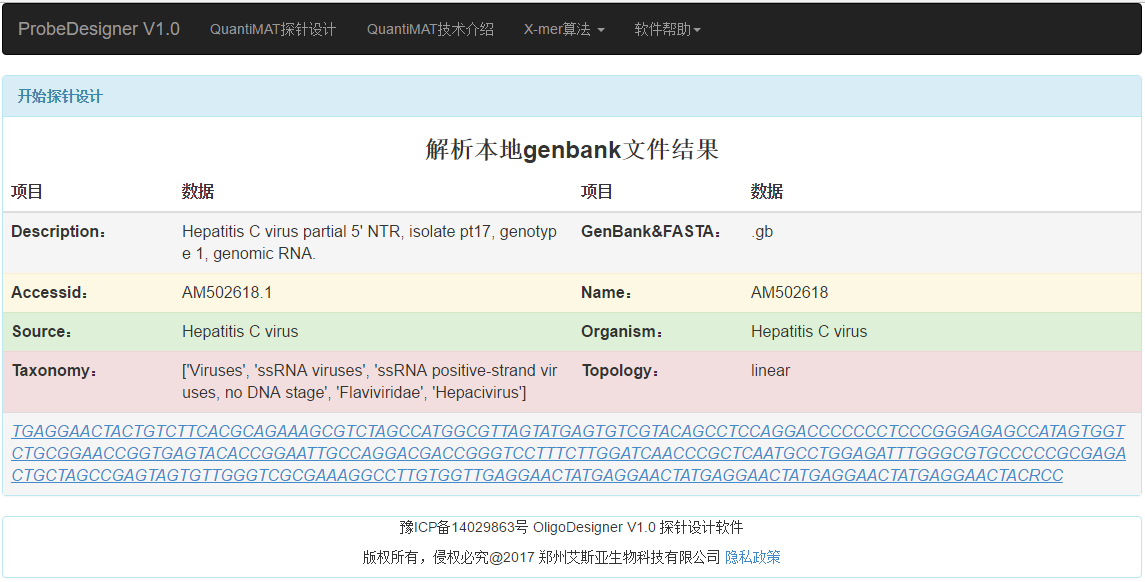 ProbeDesigner V1.0 QuantiMAT探针设计 QuantiMAT技术介绍 X-mer算法 软件帮助
开始探针设计
解析本地genbank文件结果
项目 数据 项目 数据
Description： Hepatitis C virus partial 5' NTR, isolate pt17, genotyp GenBank&FASTA： .gb
e 1, genomic RNA.
Accessid： AM502618.1 Name： AM502618
Source： Hepatitis C virus Organism： Hepatitis C virus
Taxonomy： ['Viruses', 'ssRNA viruses', 'ssRNA positive-strand vir Topology： linear
uses, no DNA stage', 'Flaviviridae', 'Hepacivirus']
TGAGGAACTACTGTCTTCACGCAGAAAGCGTCTAGCCATGGCGTTAGTATGAGTGTCGTACAGCCTCCAGGACCCCCCCTCCCGGGAGAGCCATAGTGGT
CTGCGGAACCGGTGAGTACACCGGAATTGCCAGGACGACCGGGTCCTTTCTTGGATCAACCCGCTCAATGCCTGGAGATTTGGGCGTGCCCCCGCGAGA
CTGCTAGCCGAGTAGTGTTGGGTCGCGAAAGGCCTTGTGGTTGAGGAACTATGAGGAACTATGAGGAACTATGAGGAACTATGAGGAACTACRCC
豫ICP备14029863号 OligoDesigner V1.0 探针设计软件
版权所有，侵权必究@2017 郑州艾斯亚生物科技有限公司 隐私政策